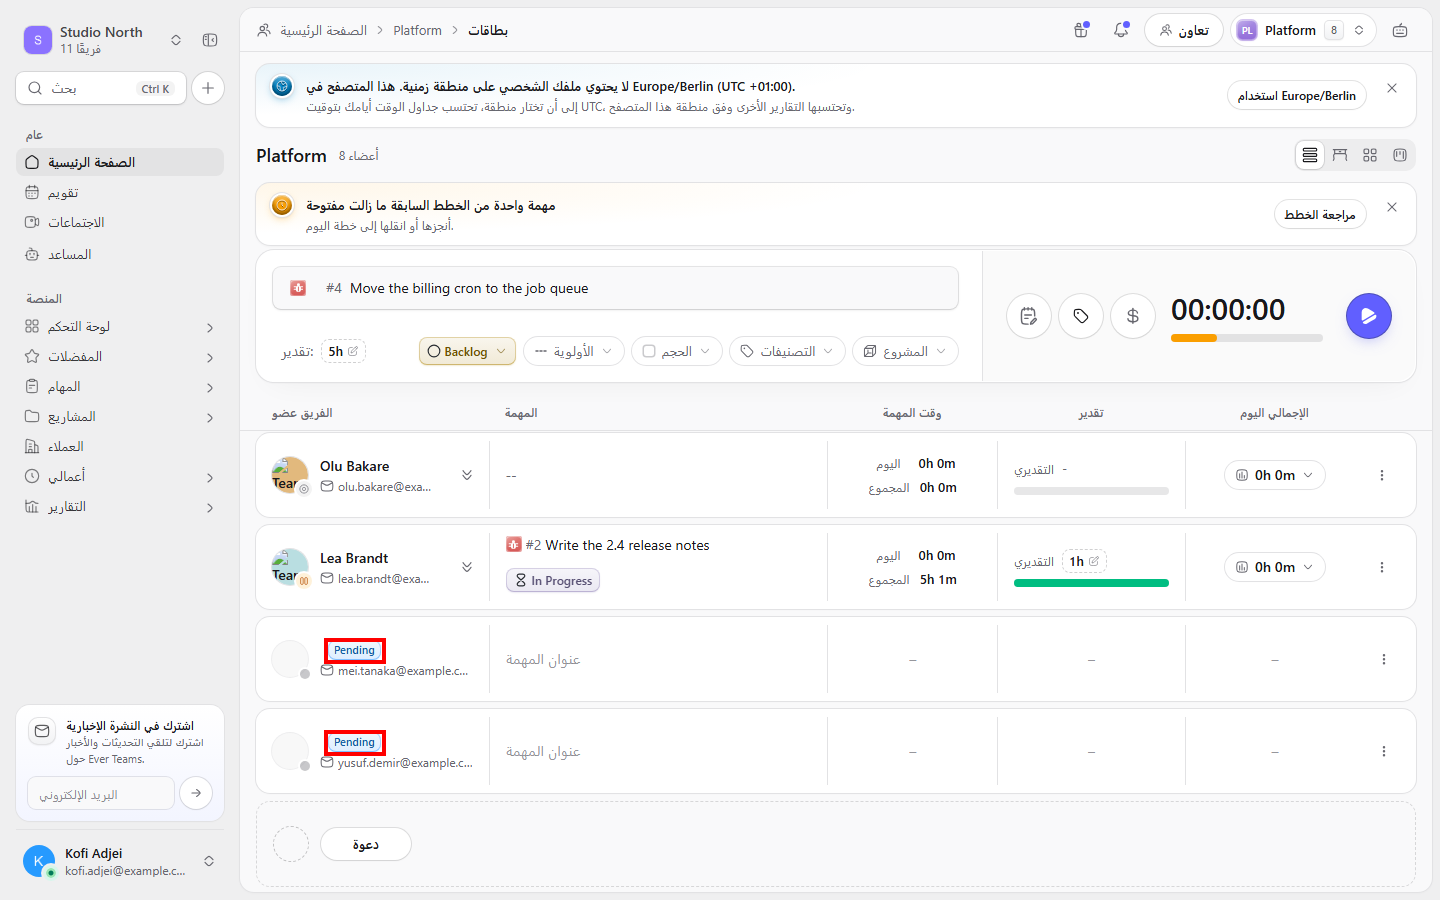 Studio North
11 فريقًا
بحث
Ctrl K
عام
الصفحة الرئيسية
تقويم
الاجتماعات
المساعد
المنصة
لوحة التحكم
المفضلات
المهام
المشاريع
العملاء
أعمالي
التقارير
اشترك في النشرة الإخبارية
اشترك لتلقي التحديثات والأخبار
حول Ever Teams.
البريد الإلكتروني
K
Kofi Adjei
kofi.adjei@example.c...
S
الصفحة الرئيسية
Platform
بطاقات
تعاون
PL
Platform
8
لا يحتوي ملفك الشخصي على منطقة زمنية. هذا المتصفح في Europe/Berlin (UTC +01:00).
إلى أن تختار منطقة، تحتسب جداول الوقت أيامك بتوقيت UTC، وتحتسبها التقارير الأخرى وفق منطقة هذا المتصفح.
استخدام Europe/Berlin
Platform
8 أعضاء
مهمة واحدة من الخطط السابقة ما زالت مفتوحة
أنجزها أو انقلها إلى خطة اليوم.
مراجعة الخطط
#4 Move the billing cron to the job queue
تقدير:
5h
Backlog
الأولوية
الحجم
التصنيفات
المشروع
00:00:00
الفريق عضو
المهمة
وقت المهمة
تقدير
الإجمالي اليوم
Olu Bakare
olu.bakare@exa...
--
اليوم 0h 0m
المجموع 0h 0m
التقديري -
0h 0m
Lea Brandt
lea.brandt@exa...
#2 Write the 2.4 release notes
In Progress
اليوم 0h 0m
المجموع 5h 1m
التقديري 1h
0h 0m
Pending
mei.tanaka@example.c...
عنوان المهمة
–
–
–
Pending
yusuf.demir@example.c...
عنوان المهمة
–
–
–
دعوة